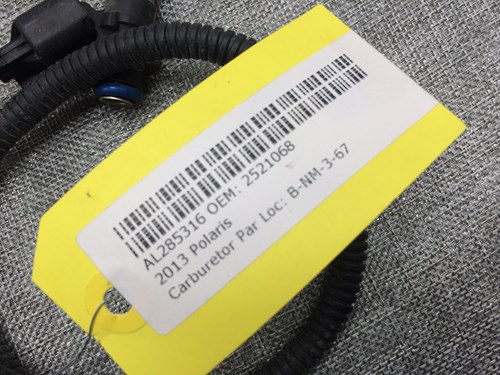 AL285316 OEM: 2521068
2013 Polaris
Carburetor Par Loc: B-NM-3-67